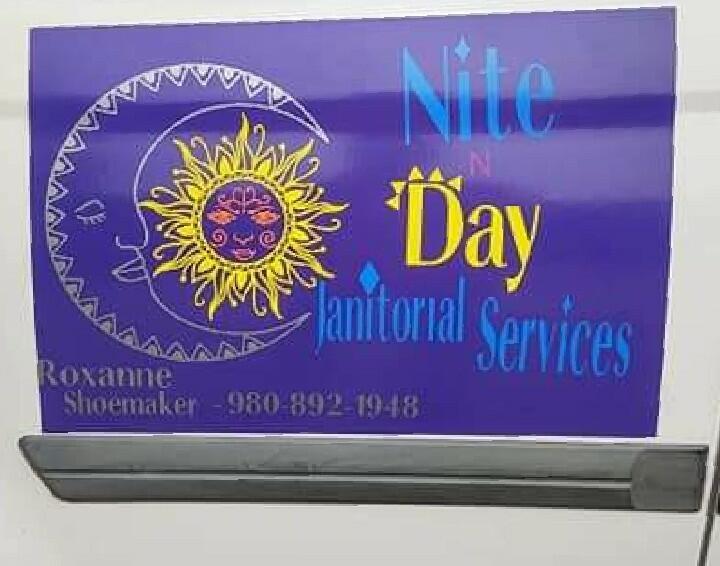 Nite
N
Day
Janitorial Services
Roxanne
Shoemaker - 980-892-1948